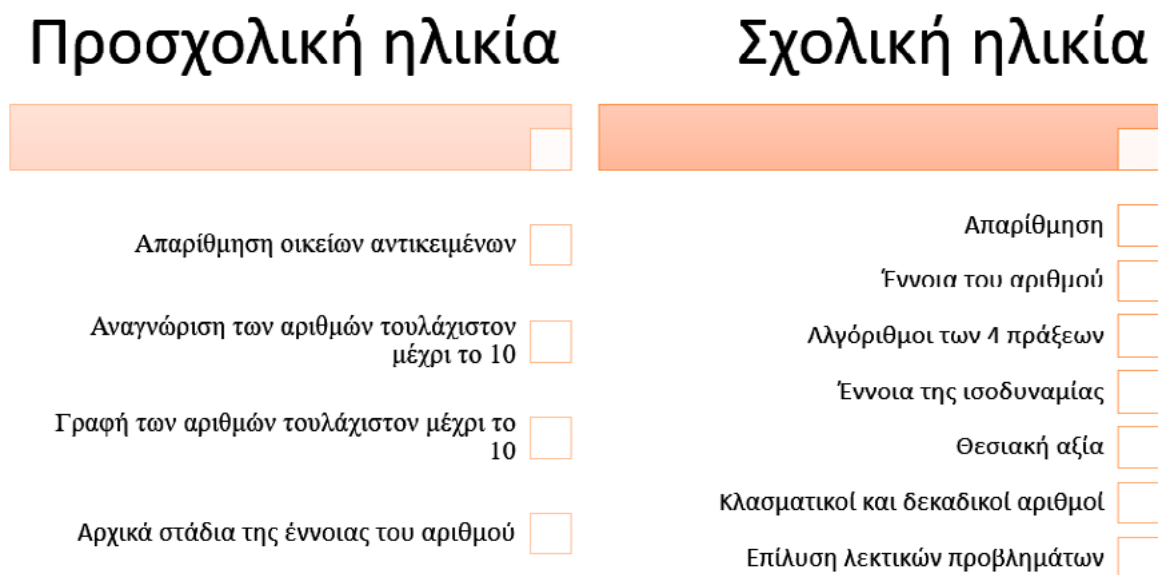 Προσχολική ηλικία
Απαρίθμηση οικείων αντικειμένων
Αναγνώριση των αριθμών τουλάχιστον
μέχρι το 10
Γραφή των αριθμών τουλάχιστον μέχρι το
10
Αρχικά στάδια της έννοιας του αριθμού
Σχολική ηλικία
Απαρίθμηση
Έννοια του αριθμού
Αλγόριθμοι των 4 πράξεων
Έννοια της ισοδυναμίας
Θεσιακή αξία
Κλασματικοί και δεκαδικοί αριθμοί
Επίλυση λεκτικών προβλημάτων